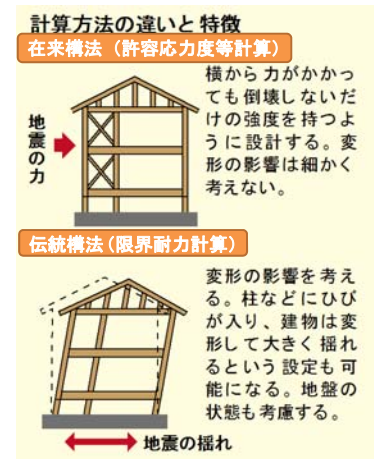 計算方法の違いと特徴
在来構法（許容応力度等計算）
横から力がかかっ
ても倒壊しないだ
けの強度を持つよ
うに設計する。変
形の影響は細かく
考えない。
地震の力
伝統構法（限界耐力計算）
変形の影響を考え
る。柱などにひび
が入り、建物は変
形して大きく揺れ
るという設定も可
能になる。地盤の
状態も考慮する。
地震の揺れ